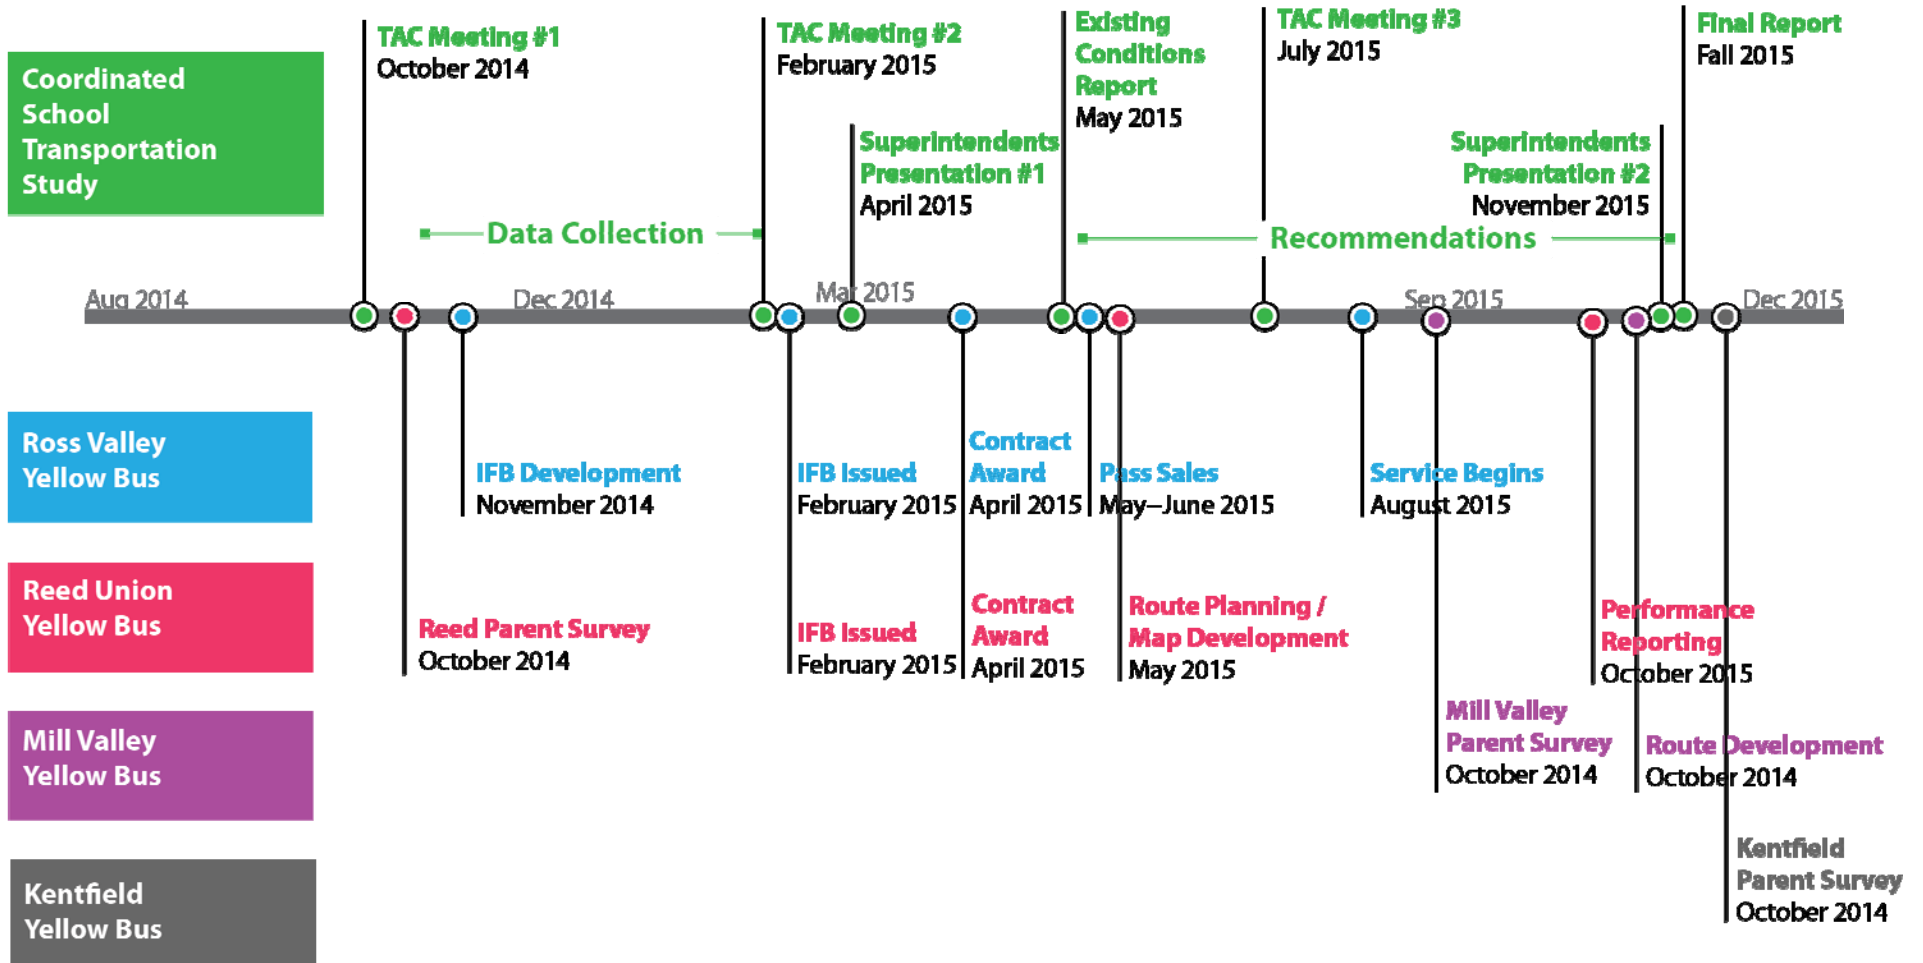 Coordinated
School
Transportation
Study
TAC Meeting #1
October 2014
TAC Meeting #2
February 2015
Superintendents
Presentation #1
April 2015
Existing
Conditions
Report
May 2015
TAC Meeting #3
July 2015
Superintendents
Presentation #2
November 2015
Final Report
Fall 2015
Data Collection
Recommendations
Aug 2014
Dec 2014
Mar 2015
Sep 2015
Dec 2015
Ross Valley
Yellow Bus
IFB Development
November 2014
IFB Issued
February 2015
Contract
Award
April 2015
Pass Sales
May–June 2015
Service Begins
August 2015
Reed Union
Yellow Bus
Reed Parent Survey
October 2014
IFB Issued
February 2015
Contract
Award
April 2015
Route Planning /
Map Development
May 2015
Performance
Reporting
October 2015
Mill Valley
Yellow Bus
Mill Valley
Parent Survey
October 2014
Route Development
October 2014
Kentfield
Yellow Bus
Kentfield
Parent Survey
October 2014